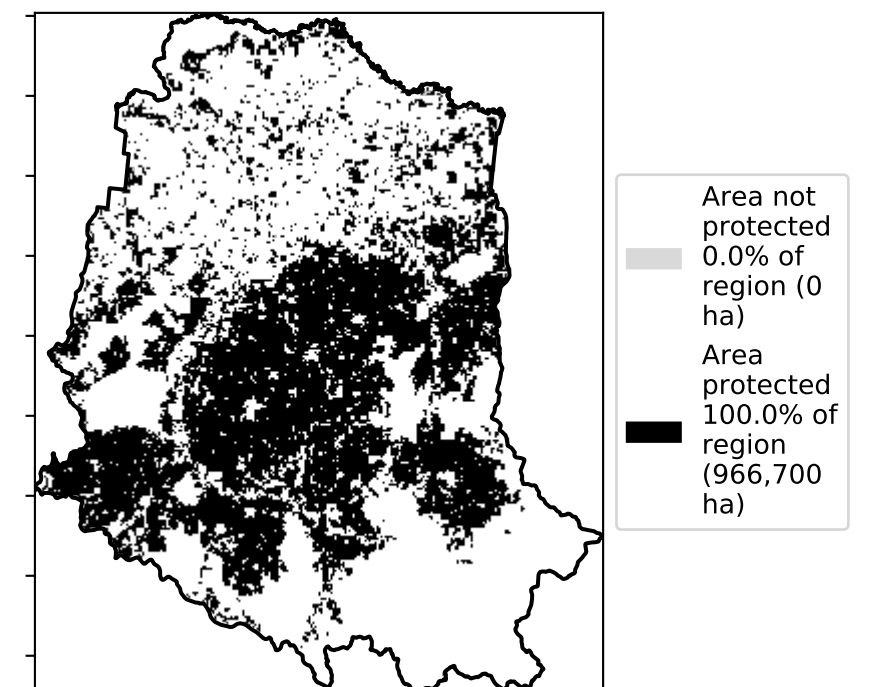 Area not
protected
0.0% of
region (0
ha)
Area
protected
100.0% of
region
(966,700
ha)